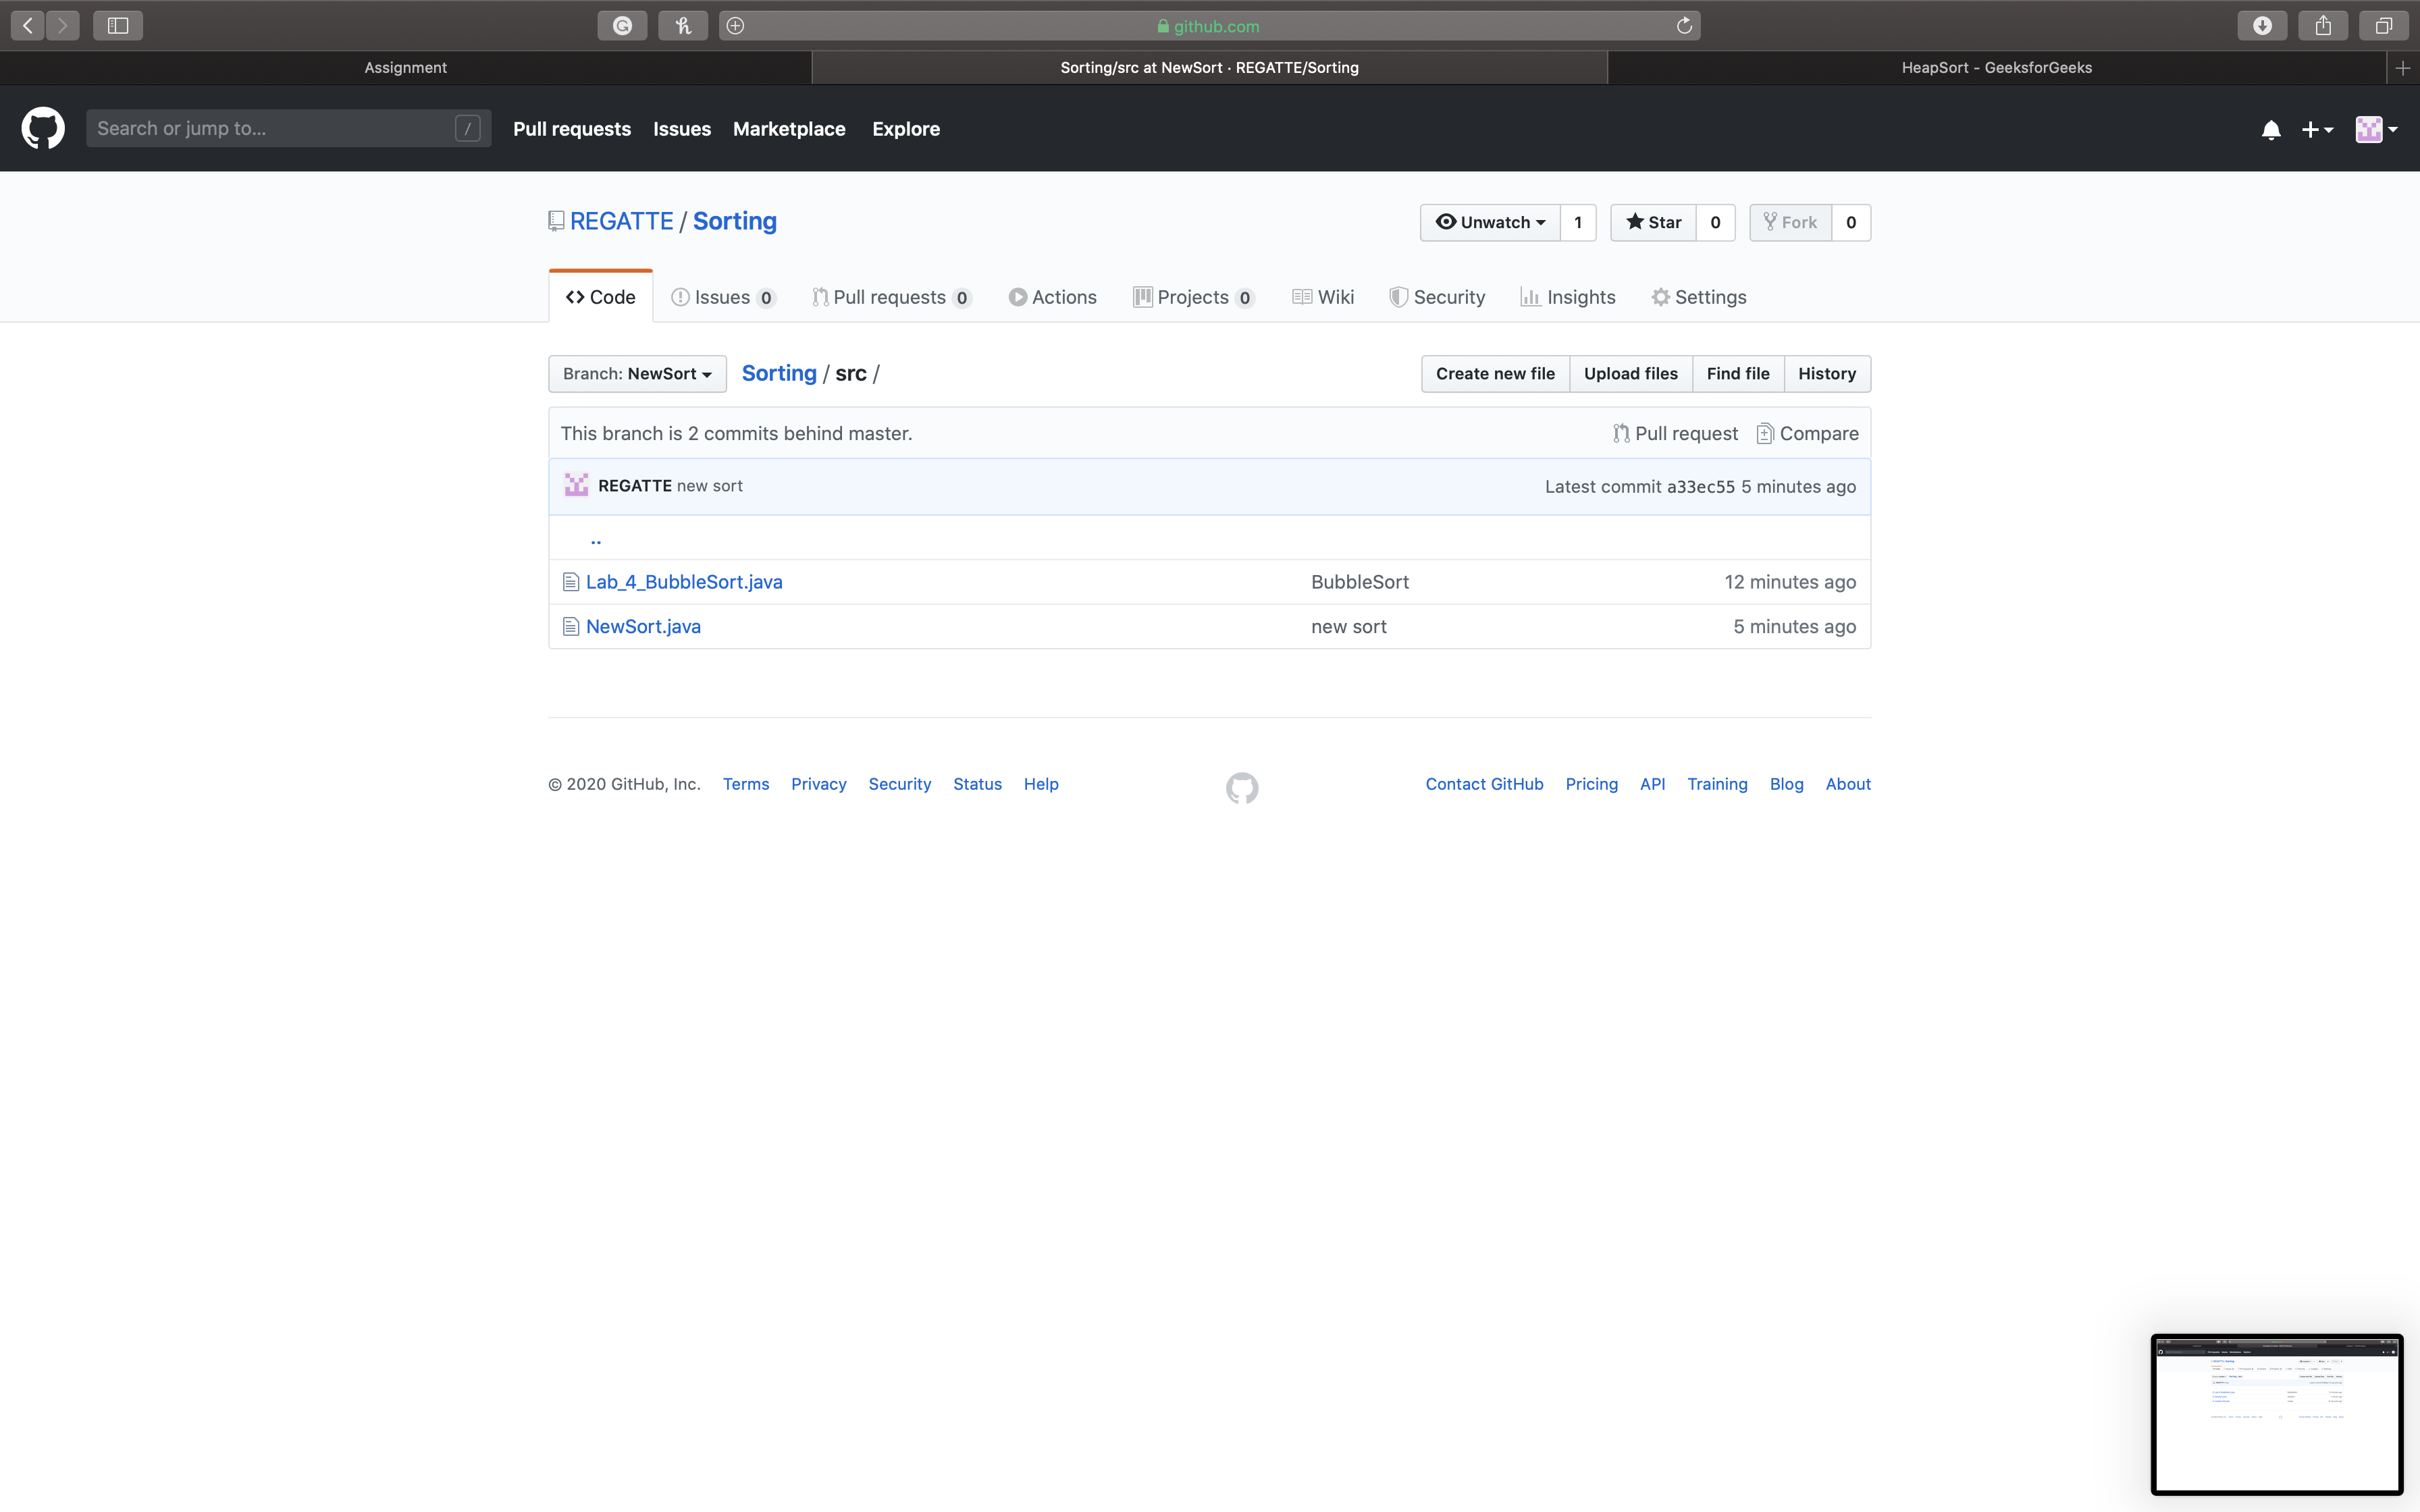 github.com
Assignment
Sorting/src at NewSort · REGATTE/Sorting
HeapSort - GeeksforGeeks
Search or jump to... /
Pull requests Issues Marketplace Explore
REGATTE / Sorting
Unwatch 1 Star 0 Fork 0
Code Issues 0 Pull requests 0 Actions Projects 0 Wiki Security Insights Settings
Branch: NewSort Sorting / src /
Create new file Upload files Find file History
This branch is 2 commits behind master.
Pull request Compare
REGATTE new sort
Latest commit a33ec55 5 minutes ago
..
Lab_4_BubbleSort.java BubbleSort 12 minutes ago
NewSort.java new sort 5 minutes ago
© 2020 GitHub, Inc. Terms Privacy Security Status Help
Contact GitHub Pricing API Training Blog About